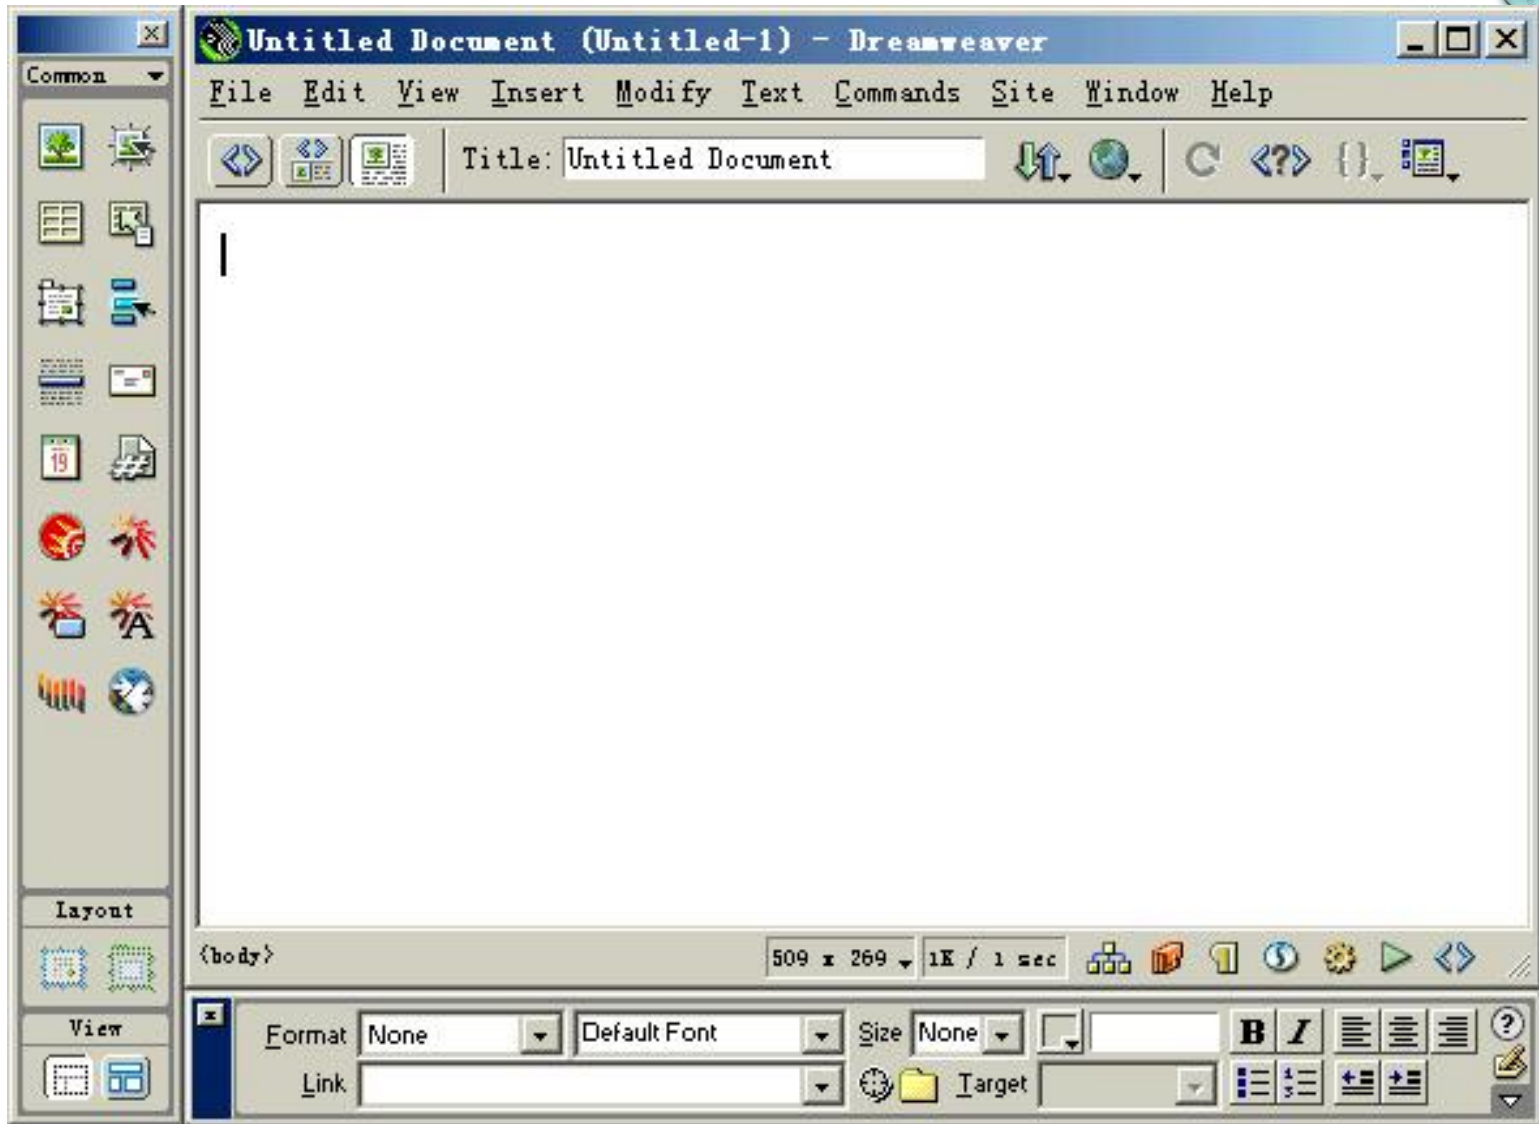 Untitled Document (Untitled-1) - Dreamweaver
Common
File Edit View Insert Modify Text Commands Site Window Help
Title: Untitled Document
19
Layout
<body>
509 x 269
1K / 1 sec
View
Format None Default Font Size None B I
Link Target